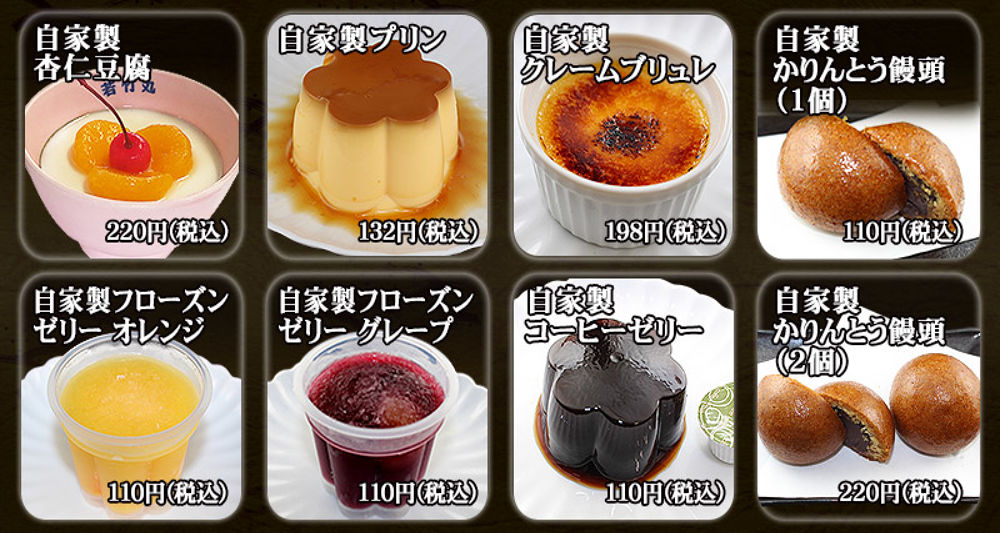 自家製
杏仁豆腐
若竹丸
220円(税込)
自家製プリン
132円(税込)
自家製
クレームブリュレ
198円(税込)
自家製
かりんとう饅頭
(1個)
110円(税込)
自家製フローズン
ゼリー オレンジ
110円(税込)
自家製フローズン
ゼリー グレープ
110円(税込)
自家製
コーヒーゼリー
110円(税込)
自家製
かりんとう饅頭
(2個)
220円(税込)